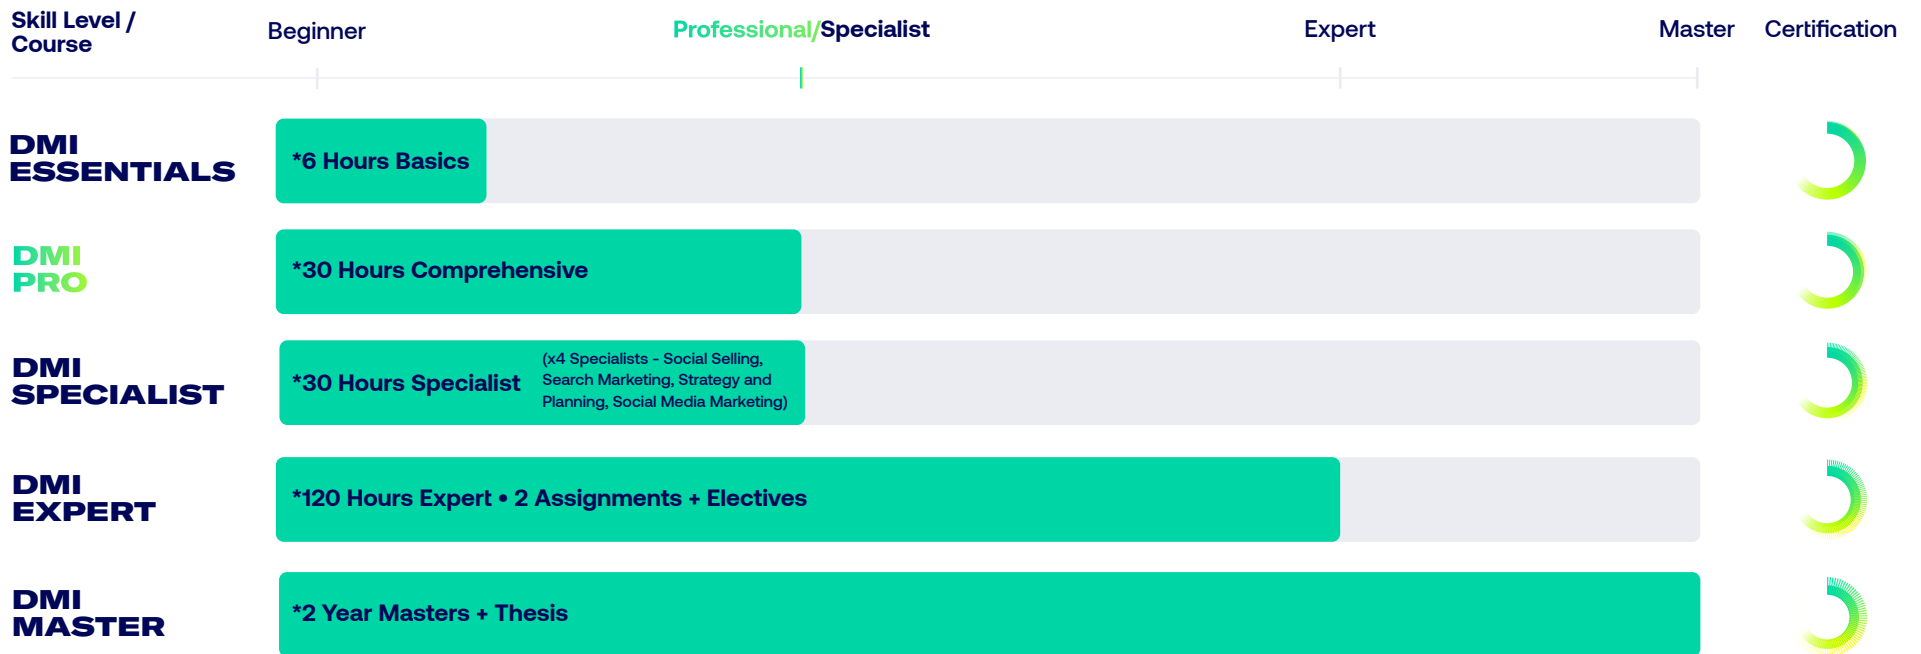 Skill Level /
Course
Beginner
Professional/Specialist
Expert
Master
Certification
DMI
ESSENTIALS
*6 Hours Basics
DMI
PRO
*30 Hours Comprehensive
DMI
SPECIALIST
*30 Hours Specialist
(x4 Specialists - Social Selling,
Search Marketing, Strategy and
Planning, Social Media Marketing)
DMI
EXPERT
*120 Hours Expert • 2 Assignments + Electives
DMI
MASTER
*2 Year Masters + Thesis